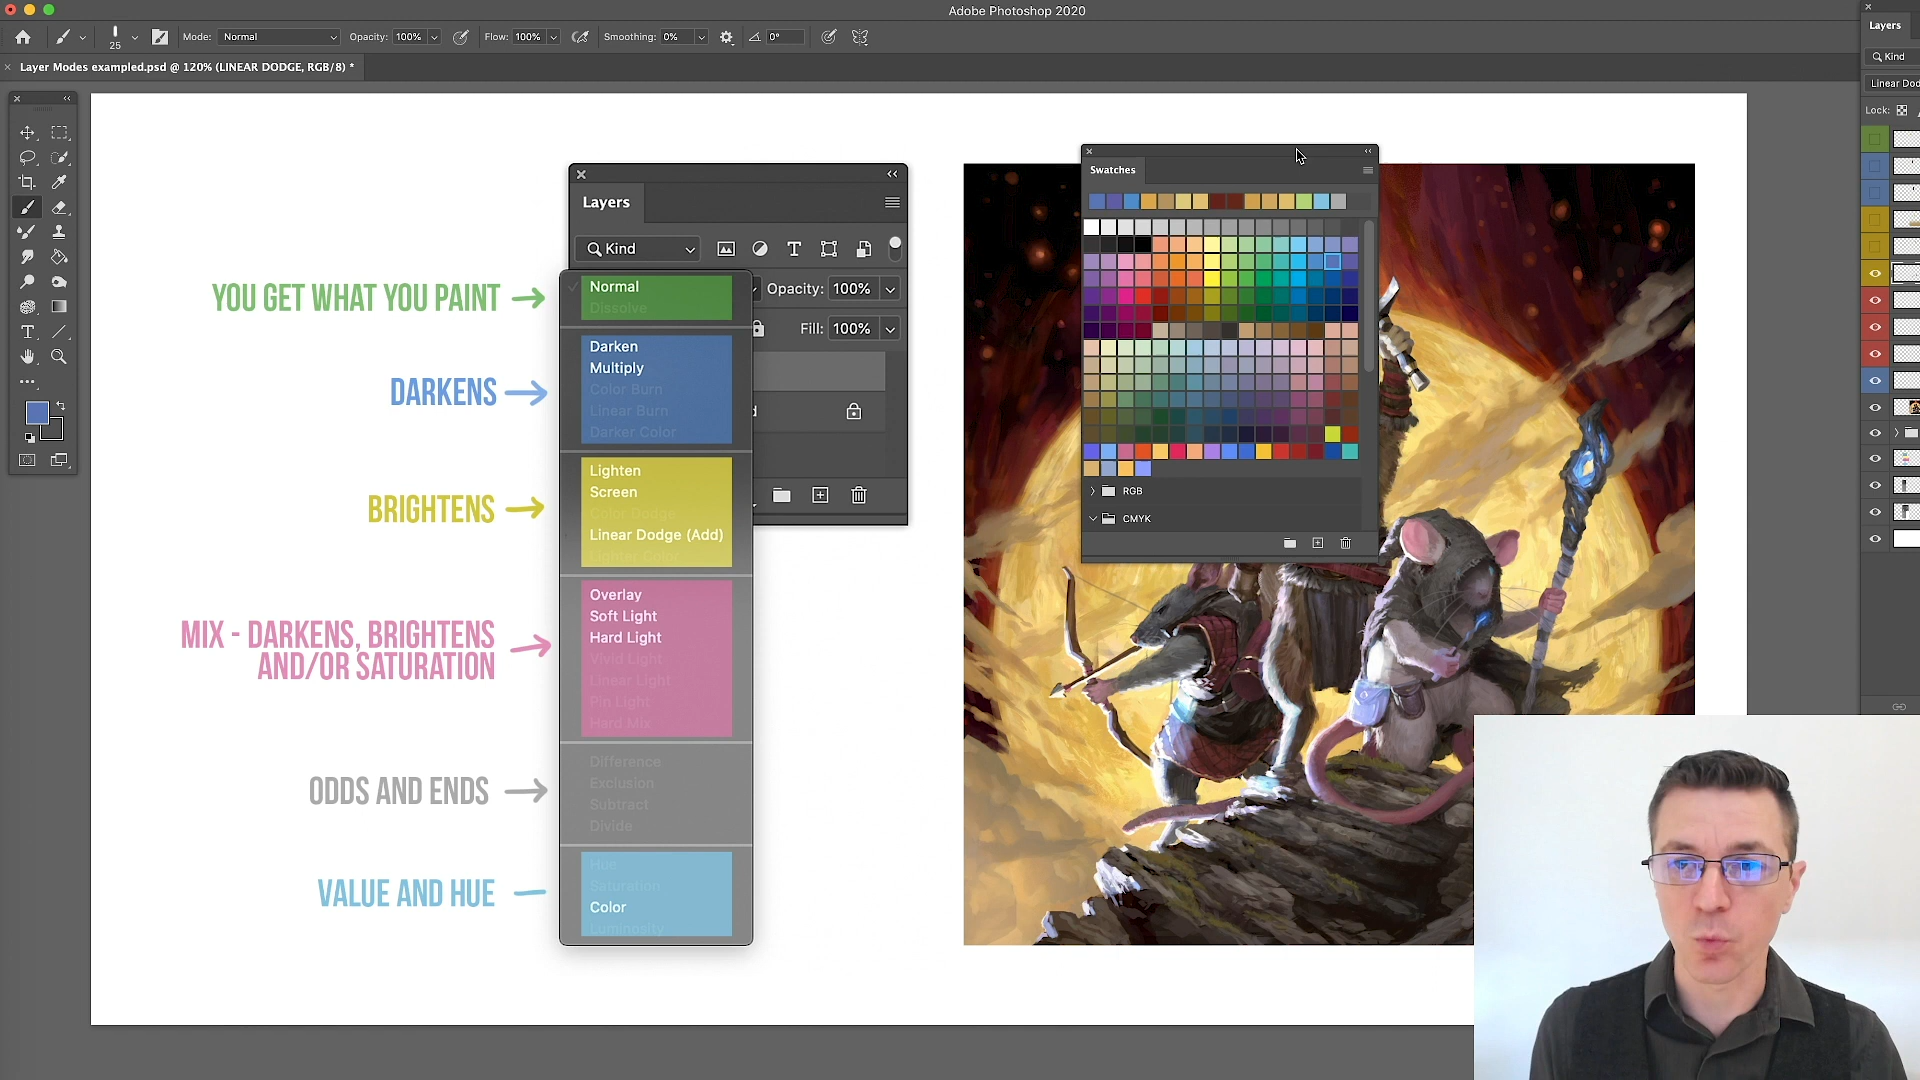 Adobe Photoshop 2020
25
Mode: Normal
Opacity: 100%
Flow: 100%
Smoothing: 0%
0°
Layer Modes exampled.psd @ 120% (LINEAR DODGE, RGB/8) *
Layers
Kind
Opacity: 100%
Fill: 100%
YOU GET WHAT YOU PAINT
DARKENS
BRIGHTENS
MIX - DARKENS, BRIGHTENS
AND/OR SATURATION
ODDS AND ENDS
VALUE AND HUE
Normal
Dissolve
Darken
Multiply
Color Burn
Linear Burn
Darker Color
Lighten
Screen
Color Dodge
Linear Dodge (Add)
Lighter Color
Overlay
Soft Light
Hard Light
Vivid Light
Linear Light
Pin Light
Hard Mix
Difference
Exclusion
Subtract
Divide
Hue
Saturation
Color
Luminosity
Swatches
RGB
CMYK
Layers
Kind
Linear Dod
Lock: